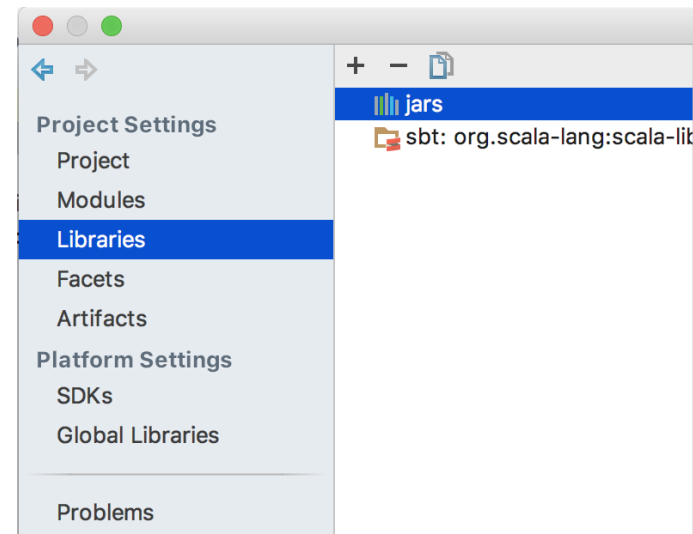 Project Settings
Project
Modules
Libraries
Facets
Artifacts
Platform Settings
SDKs
Global Libraries
Problems
jars
sbt: org.scala-lang:scala-lib